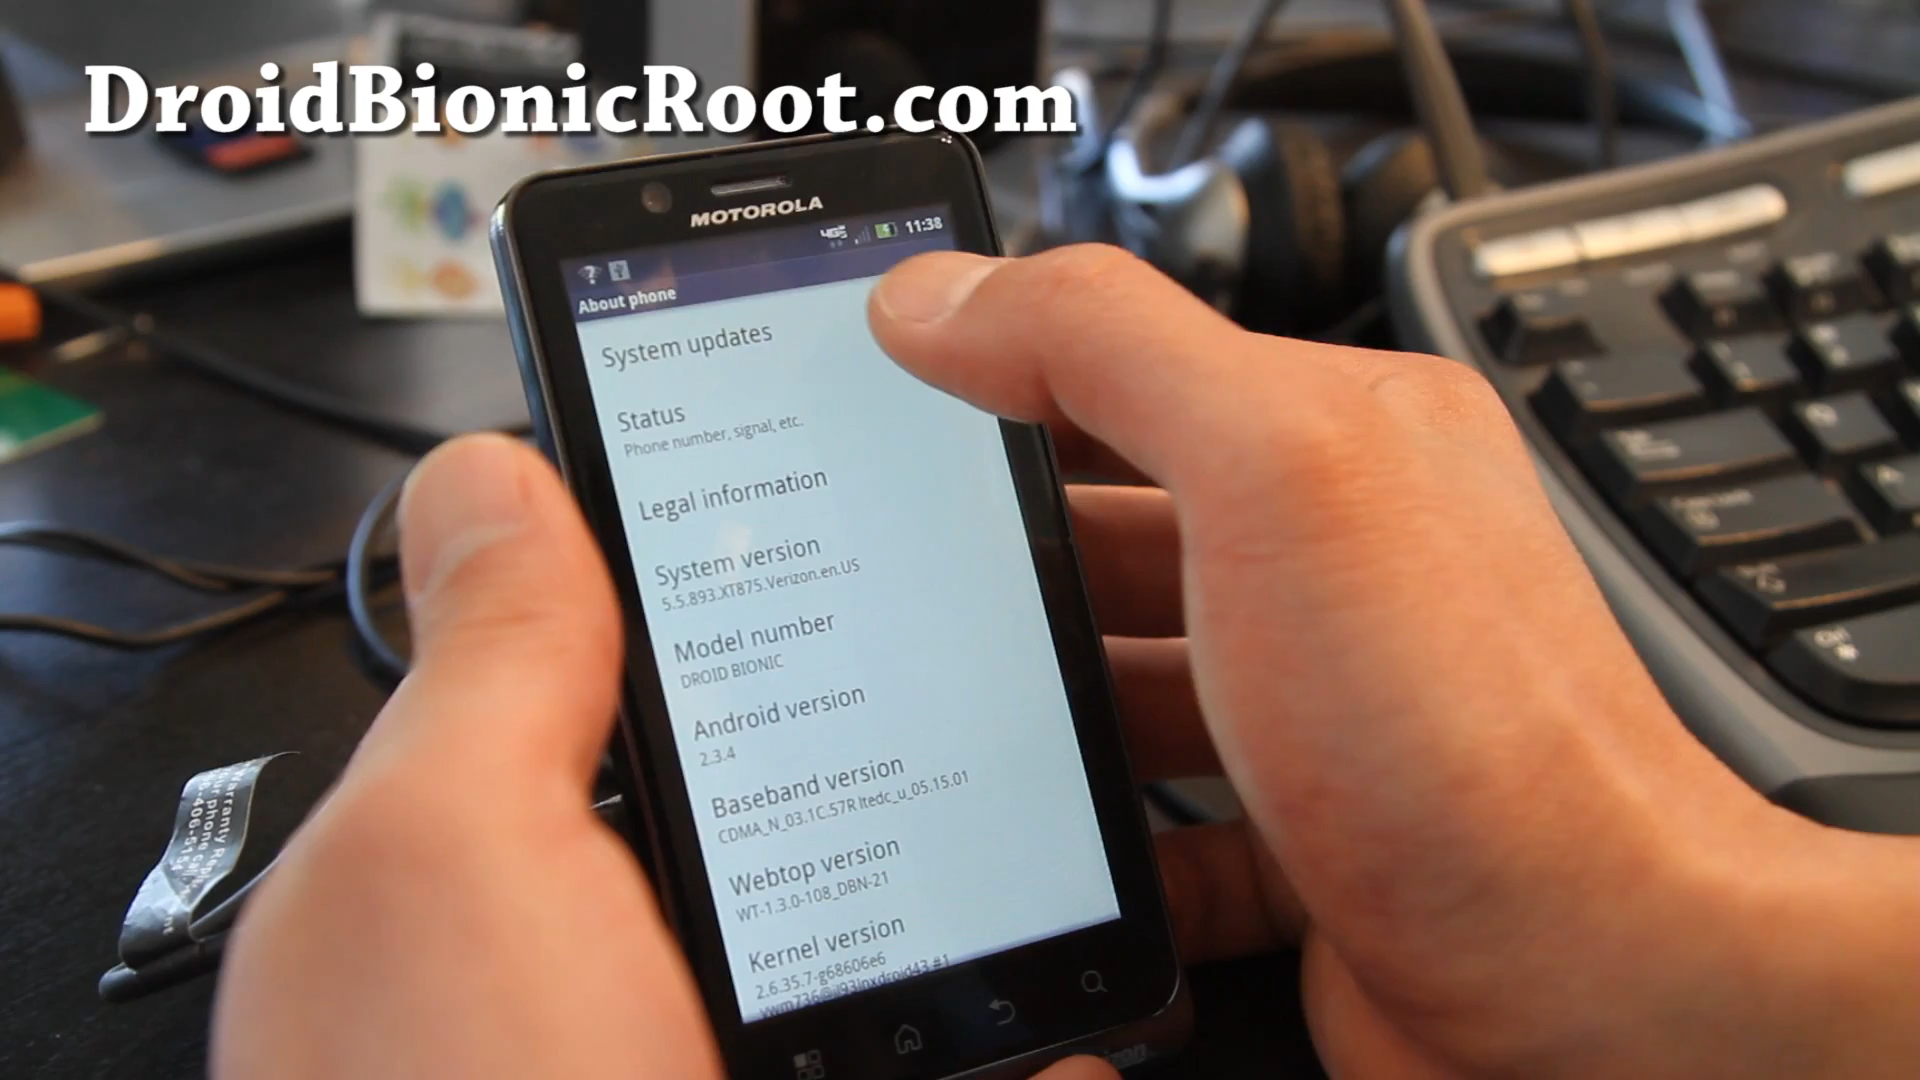 DroidBionicRoot.com
MOTOROLA
4G 11:38
About phone
System updates
Status
Phone number, signal, etc.
Legal information
System version
5.5.893.XT875.Verizon.en.US
Model number
DROID BIONIC
Android version
2.3.4
Baseband version
CDMA_N_03.1C.57R ltedc_u_05.15.01
Webtop version
WT-1.3.0-108_DBN-21
Kernel version
2.6.35.7-g68606e6